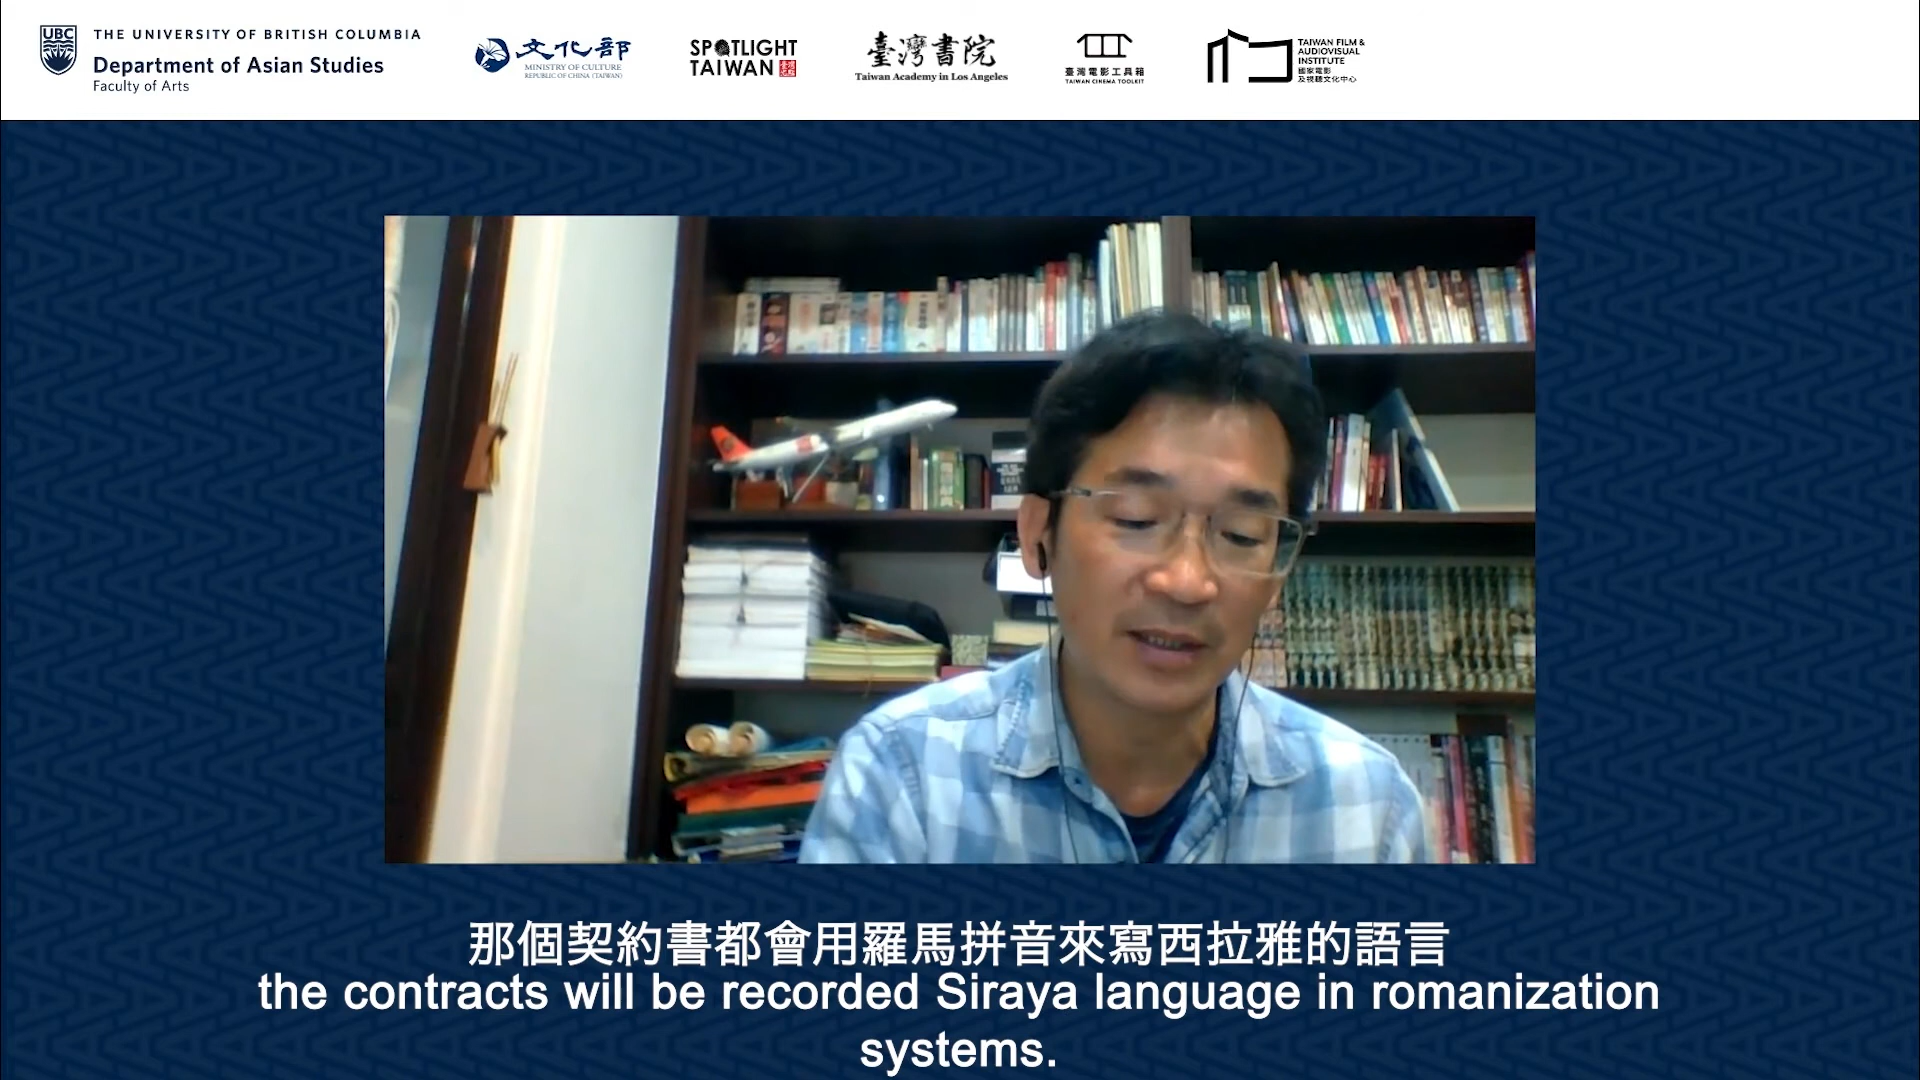 UBC
THE UNIVERSITY OF BRITISH COLUMBIA
Department of Asian Studies
Faculty of Arts
文化部
MINISTRY OF CULTURE
REPUBLIC OF CHINA (TAIWAN)
SPOTLIGHT
TAIWAN
臺灣書院
Taiwan Academy in Los Angeles
臺灣電影工具箱
TAIWAN CINEMA TOOLKIT
TAIWAN FILM &
AUDIOVISUAL
INSTITUTE
國家電影
及視聽文化中心
那個契約書都會用羅馬拼音來寫西拉雅的語言
the contracts will be recorded Siraya language in romanization
systems.